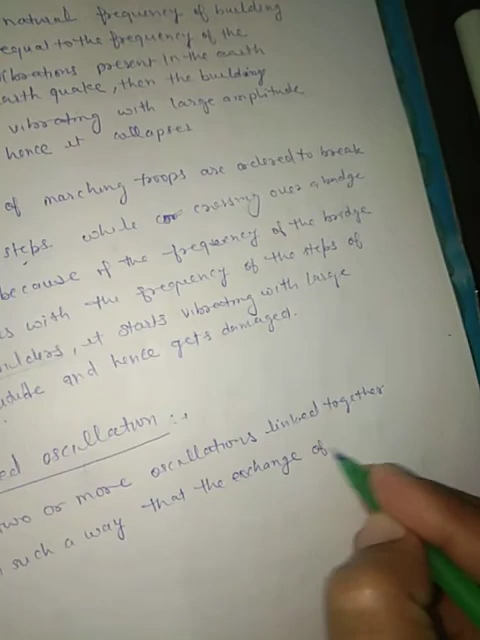 natural frequency of building
equal to the frequency of the
vibrations present in the earth
earth quake, then the building
vibrating with large amplitude
hence it collapses
of marching troops are ordered to break
steps while crossing over a bridge
because of the frequency of the bridge
with the frequency of the steps of
, it starts vibrating with large
and hence gets damaged.
ed oscillation :-
two or more oscillations linked together
such a way that the exchange of